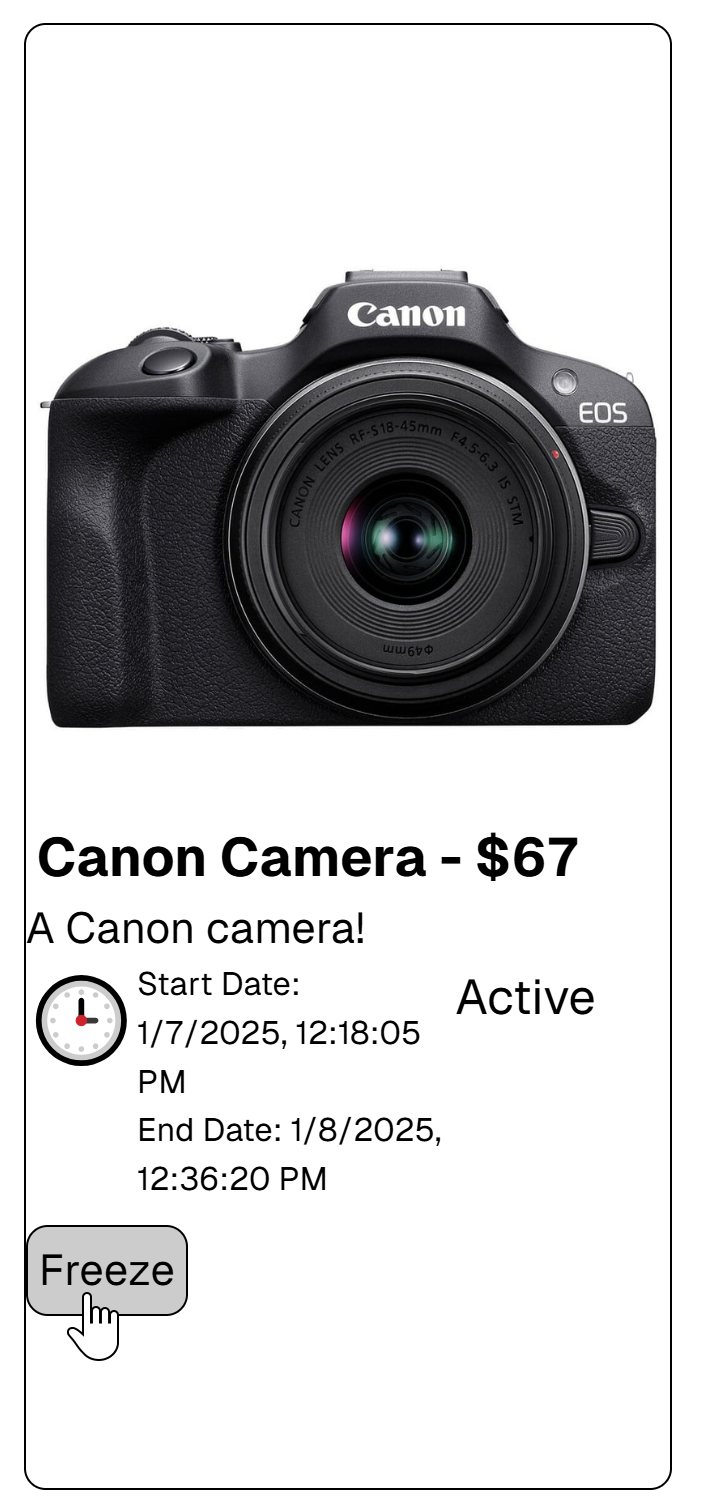 Canon
EOS
CANON LENS RF-S18-45mm F4.5-6.3 IS STM
Φ49mm
Canon Camera - $67
A Canon camera!
Start Date:
1/7/2025, 12:18:05
PM
Active
End Date: 1/8/2025,
12:36:20 PM
Freeze